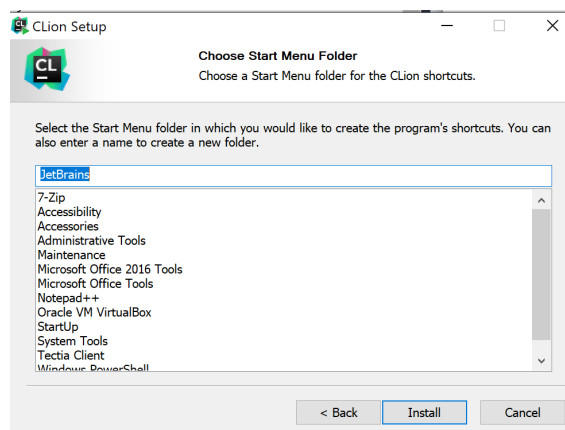 CLion Setup
CL
Choose Start Menu Folder
Choose a Start Menu folder for the CLion shortcuts.
Select the Start Menu folder in which you would like to create the program's shortcuts. You can
also enter a name to create a new folder.
JetBrains
7-Zip
Accessibility
Accessories
Administrative Tools
Maintenance
Microsoft Office 2016 Tools
Microsoft Office Tools
Notepad++
Oracle VM VirtualBox
StartUp
System Tools
Tectia Client
Windows PowerShell
< Back
Install
Cancel